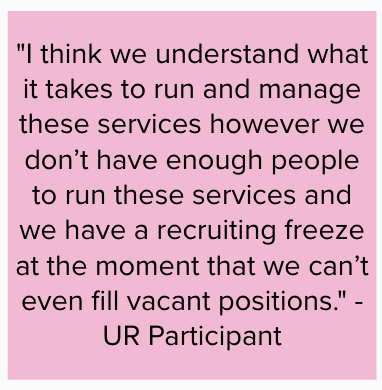 "I think we understand what
it takes to run and manage
these services however we
don’t have enough people
to run these services and
we have a recruiting freeze
at the moment that we can’t
even fill vacant positions." -
UR Participant